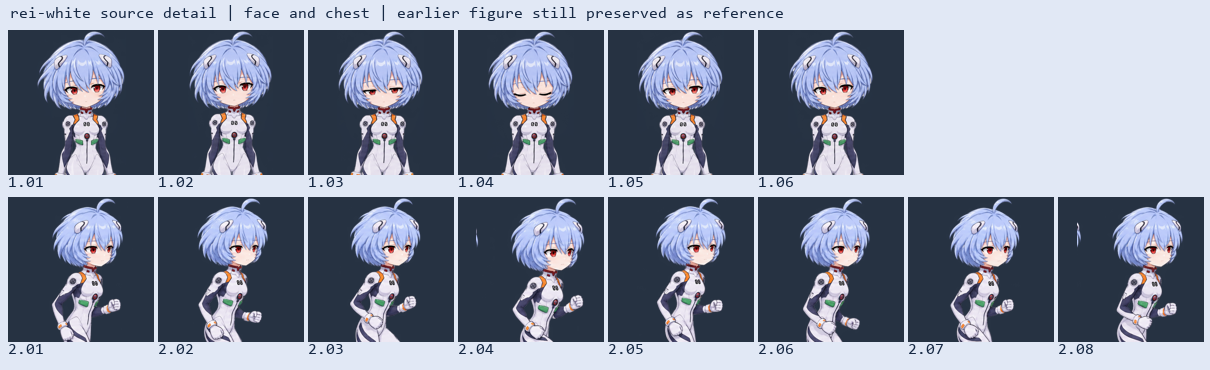 rei-white source detail | face and chest | earlier figure still preserved as reference
1.01 1.02 1.03 1.04 1.05 1.06
2.01 2.02 2.03 2.04 2.05 2.06 2.07 2.08